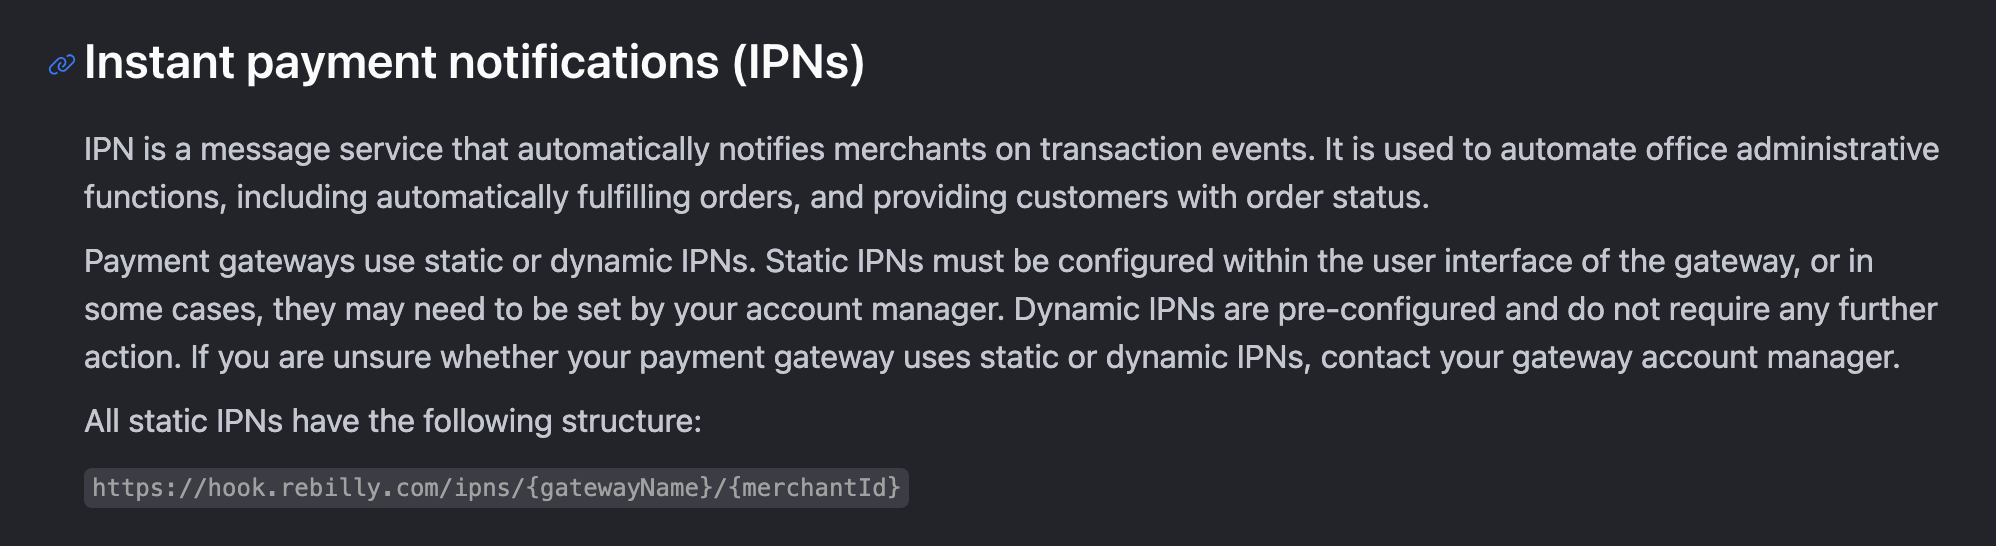 Instant payment notifications (IPNs)
IPN is a message service that automatically notifies merchants on transaction events. It is used to automate office administrative
functions, including automatically fulfilling orders, and providing customers with order status.
Payment gateways use static or dynamic IPNs. Static IPNs must be configured within the user interface of the gateway, or in
some cases, they may need to be set by your account manager. Dynamic IPNs are pre-configured and do not require any further
action. If you are unsure whether your payment gateway uses static or dynamic IPNs, contact your gateway account manager.
All static IPNs have the following structure:
https://hook.rebilly.com/ipns/{gatewayName}/{merchantId}